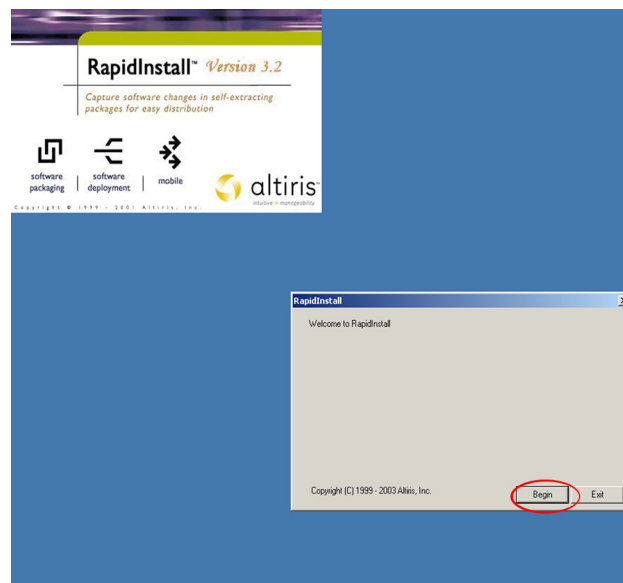 RapidInstall™ Version 3.2
Capture software changes in self-extracting
packages for easy distribution
software
packaging
software
deployment
mobile
altiris™
intuitive > manageability
Copyright © 1999 - 2001 Altiris, Inc.
RapidInstall
Welcome to RapidInstall
Copyright (C) 1999 - 2003 Altiris, Inc.
Begin
Exit